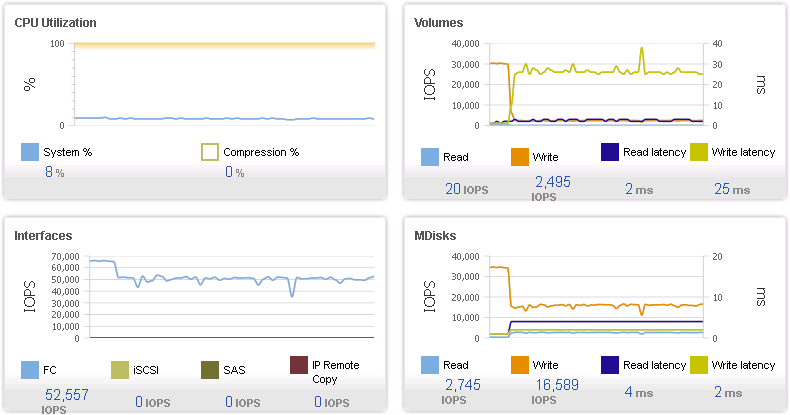 CPU Utilization
100
%
0
System %
Compression %
8 %
0 %
Volumes
40,000
30,000
20,000
10,000
0
IOPS
40
30
20
10
0
ms
Read
Write
Read latency
Write latency
20 IOPS
2,495
IOPS
2 ms
25 ms
Interfaces
70,000
60,000
50,000
40,000
30,000
20,000
10,000
0
IOPS
FC
iSCSI
SAS
IP Remote
Copy
52,557
IOPS
0 IOPS
0 IOPS
0 IOPS
MDisks
40,000
30,000
20,000
10,000
0
IOPS
20
10
0
ms
Read
Write
Read latency
Write latency
2,745
IOPS
16,589
IOPS
4 ms
2 ms